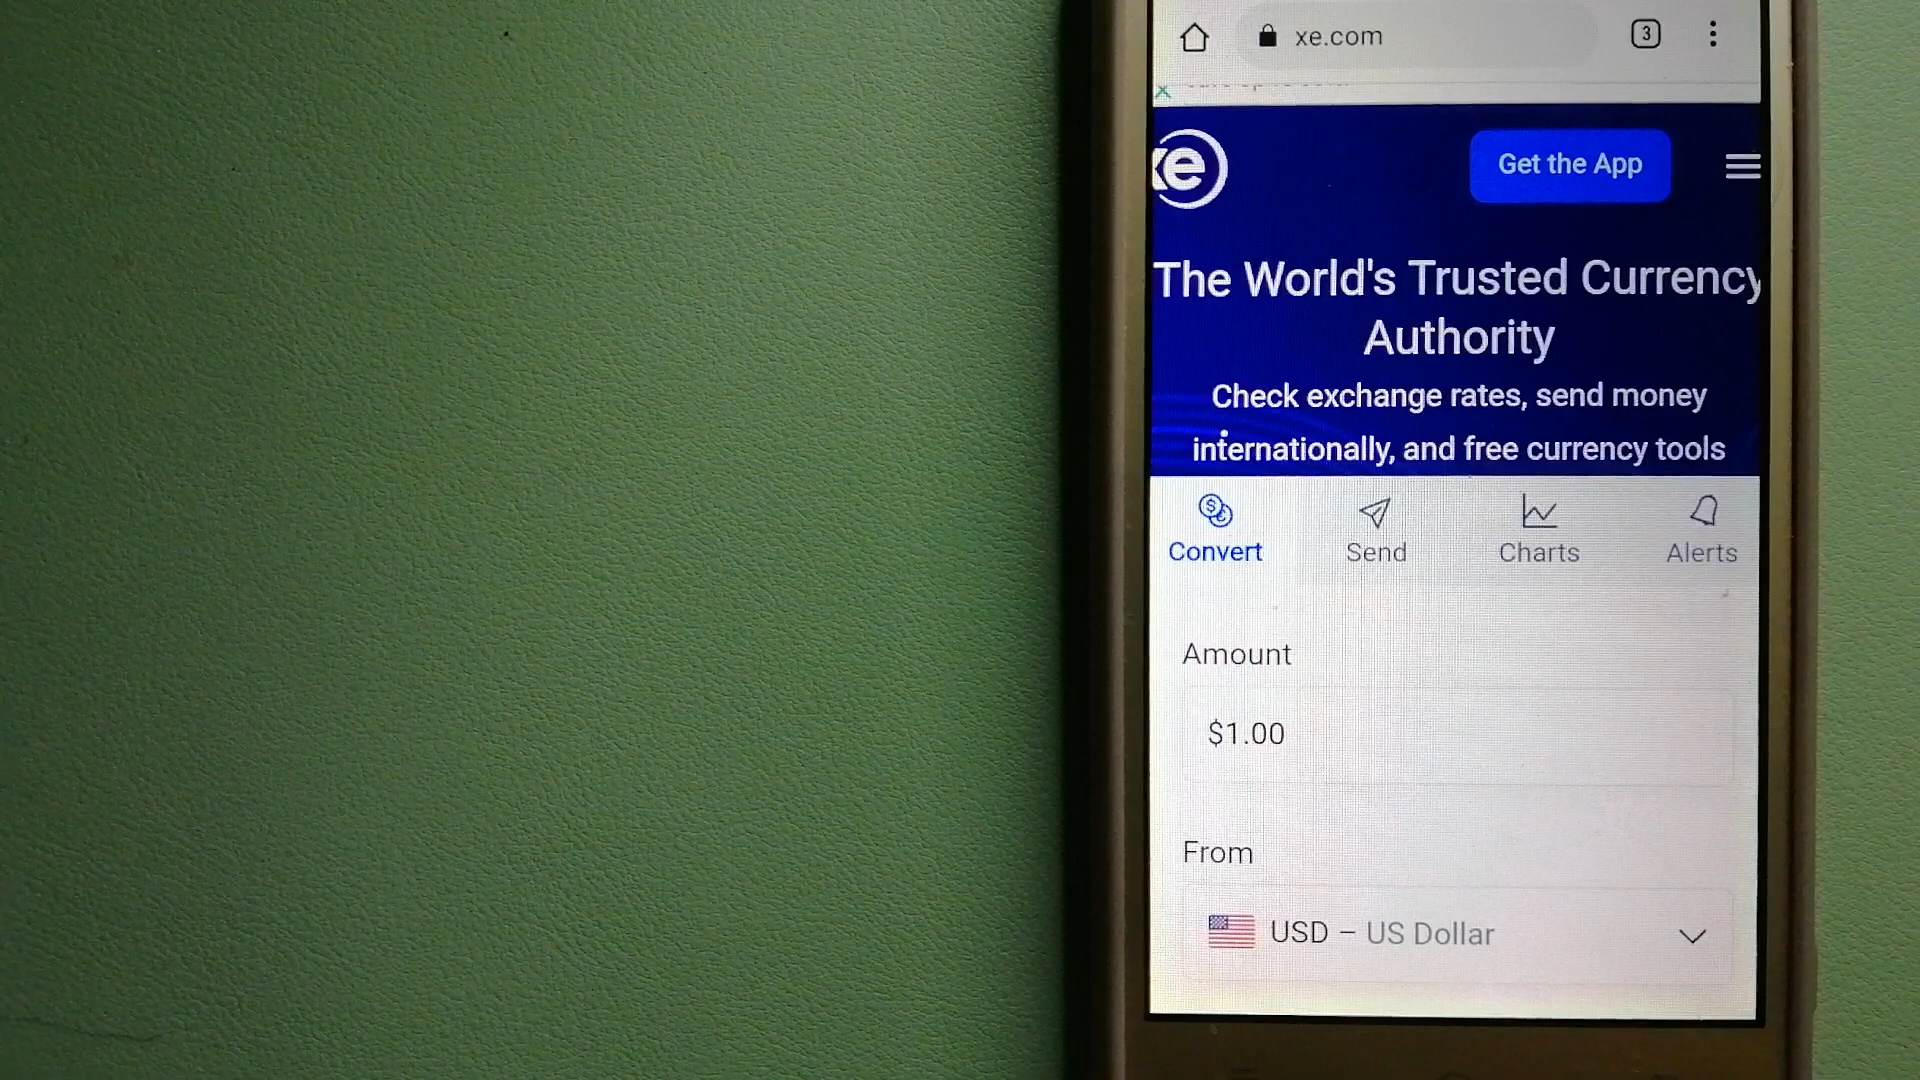 xe.com
3
xe
Get the App
The World's Trusted Currency
Authority
Check exchange rates, send money
internationally, and free currency tools
Convert
Send
Charts
Alerts
Amount
$1.00
From
USD – US Dollar